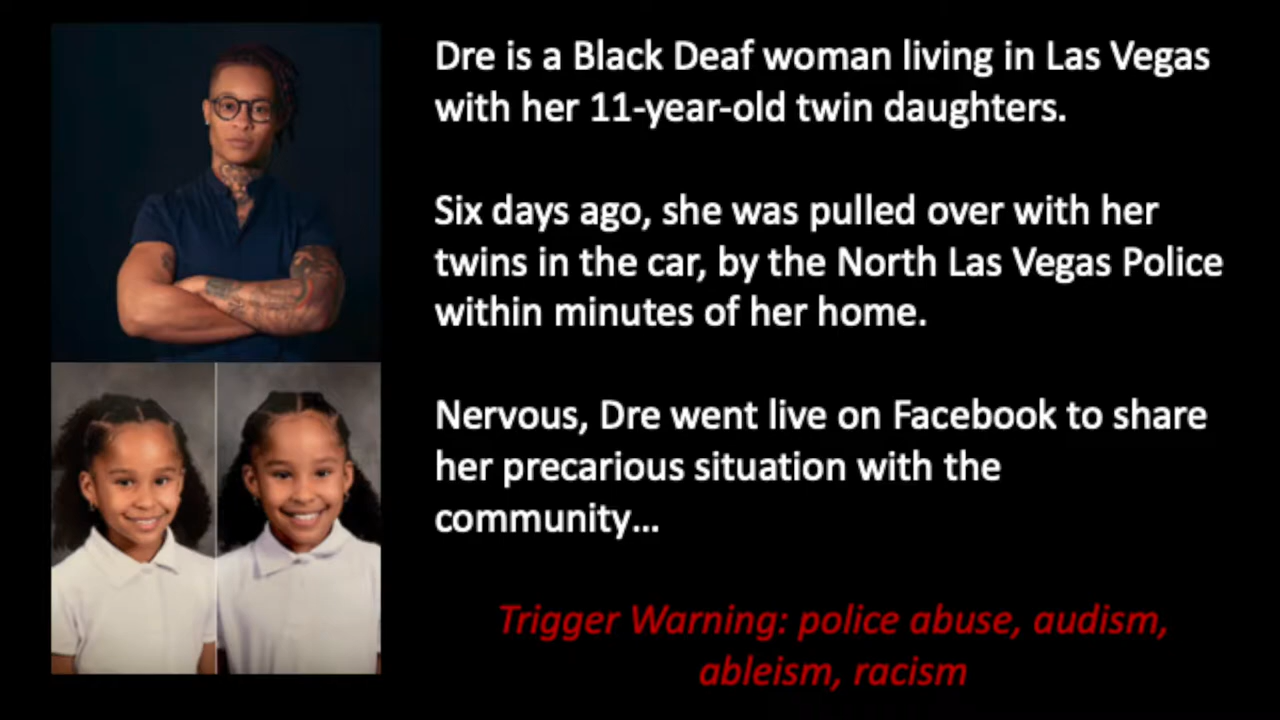 Dre is a Black Deaf woman living in Las Vegas
with her 11-year-old twin daughters.
Six days ago, she was pulled over with her
twins in the car, by the North Las Vegas Police
within minutes of her home.
Nervous, Dre went live on Facebook to share
her precarious situation with the
community...
Trigger Warning: police abuse, audism,
ableism, racism